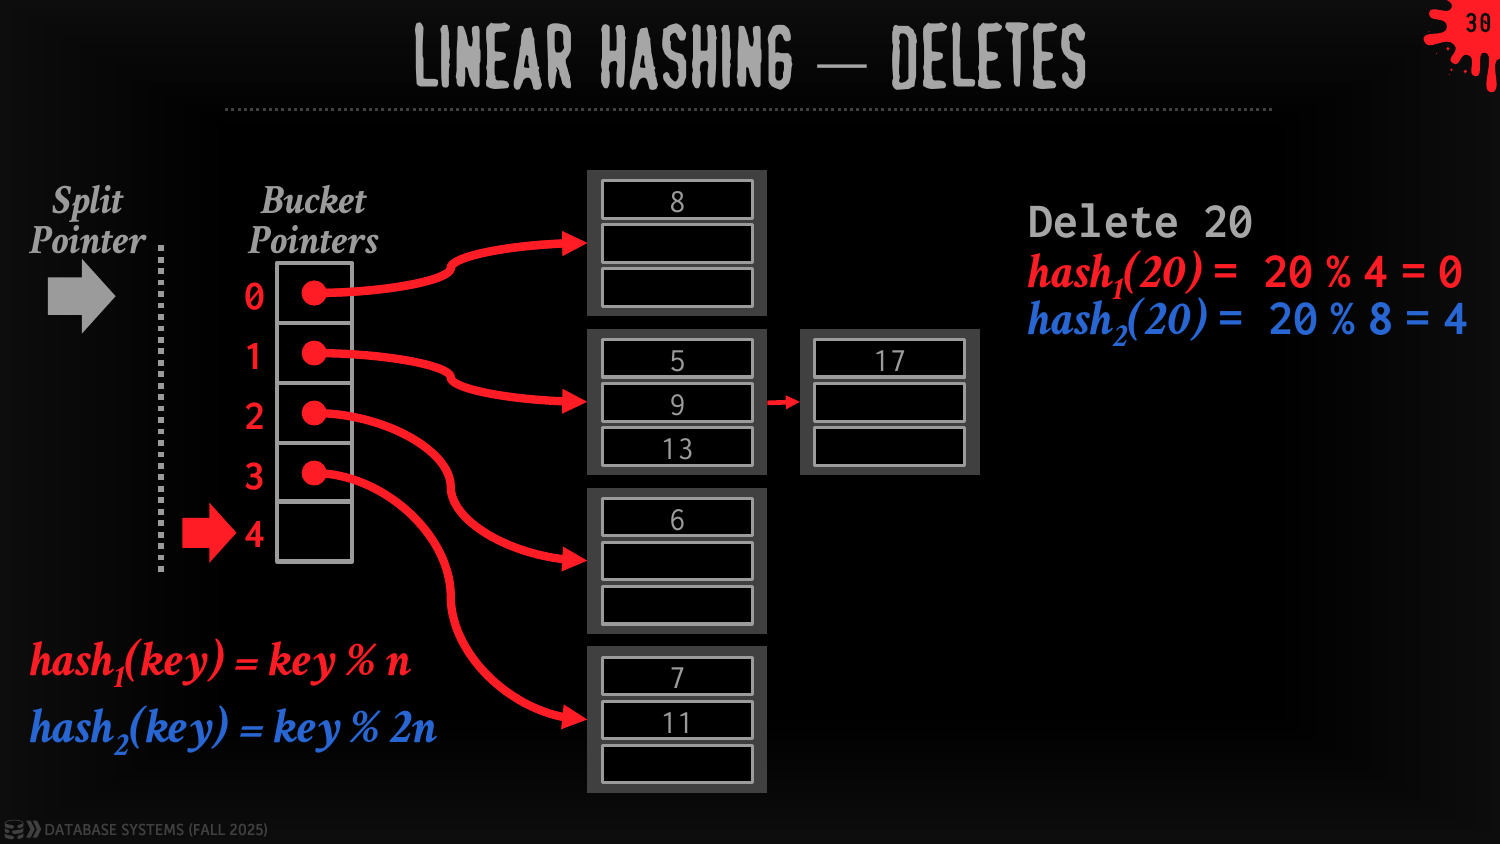 LINEAR HASHING — DELETES
30
Split
Pointer
Bucket
Pointers
0
1
2
3
4
8
5
9
13
17
6
7
11
Delete 20
hash1(20) = 20 % 4 = 0
hash2(20) = 20 % 8 = 4
hash1(key) = key % n
hash2(key) = key % 2n
DATABASE SYSTEMS (FALL 2025)